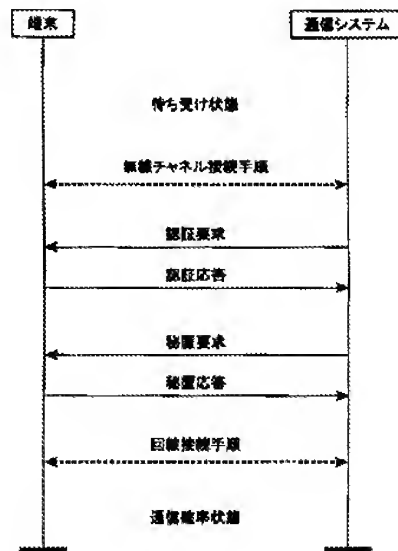 端末
通信システム
待ち受け状態
無線チャネル接続手順
認証要求
認証応答
秘匿要求
秘匿応答
回線接続手順
通信確率状態